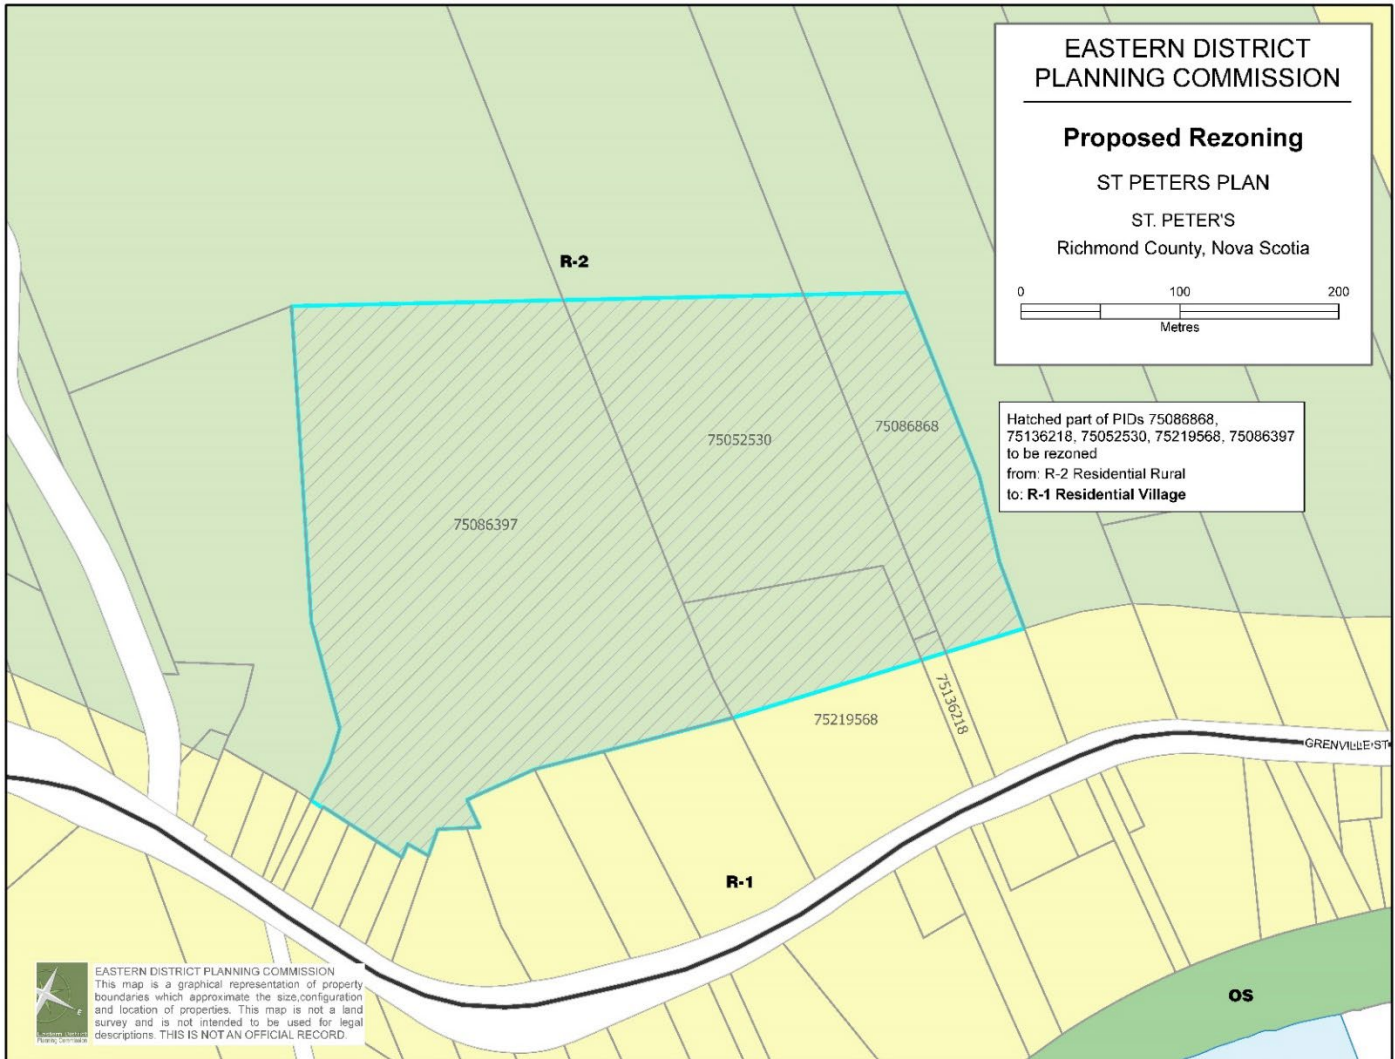 EASTERN DISTRICT
PLANNING COMMISSION
Proposed Rezoning
ST PETERS PLAN
ST. PETER'S
Richmond County, Nova Scotia
0 100 200
Metres
R-2
Hatched part of PIDs 75086868,
75136218, 75052530, 75219568, 75086397
to be rezoned
from: R-2 Residential Rural
to: R-1 Residential Village
75086868
75052530
75086397
75136218
75219568
GRENVILLE ST
R-1
OS
EASTERN DISTRICT PLANNING COMMISSION
This map is a graphical representation of property
boundaries which approximate the size,configuration
and location of properties. This map is not a land
survey and is not intended to be used for legal
descriptions. THIS IS NOT AN OFFICIAL RECORD.
E
Eastern District
Planning Commission